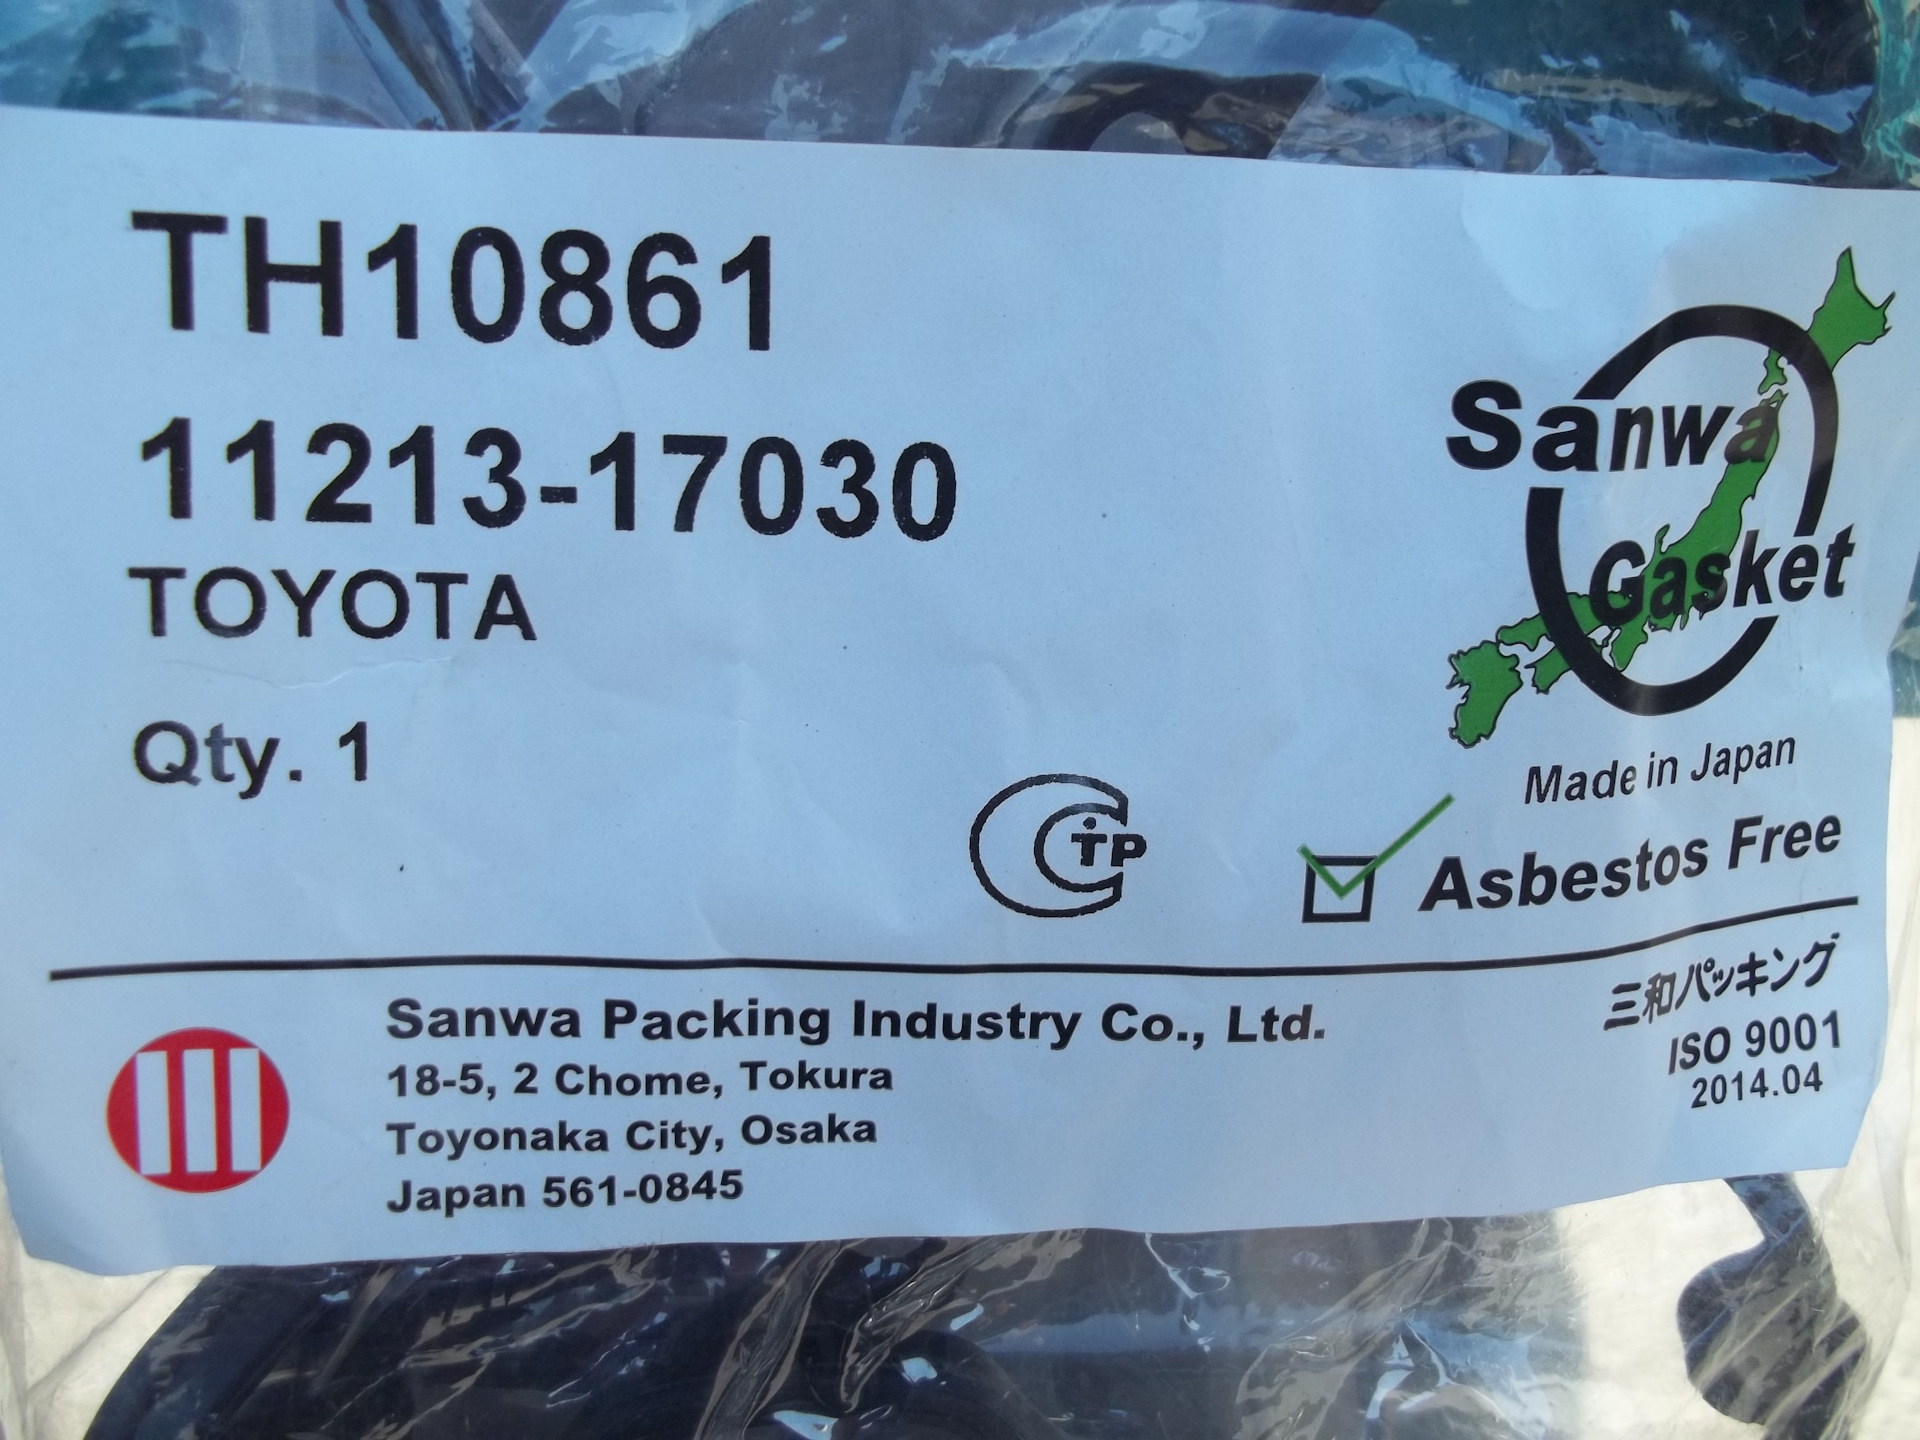 TH10861
11213-17030
TOYOTA
Qty. 1
Sanwa
Gasket
Made in Japan
Asbestos Free
Sanwa Packing Industry Co., Ltd.
18-5, 2 Chome, Tokura
Toyonaka City, Osaka
Japan 561-0845
三和パッキング
ISO 9001
2014.04